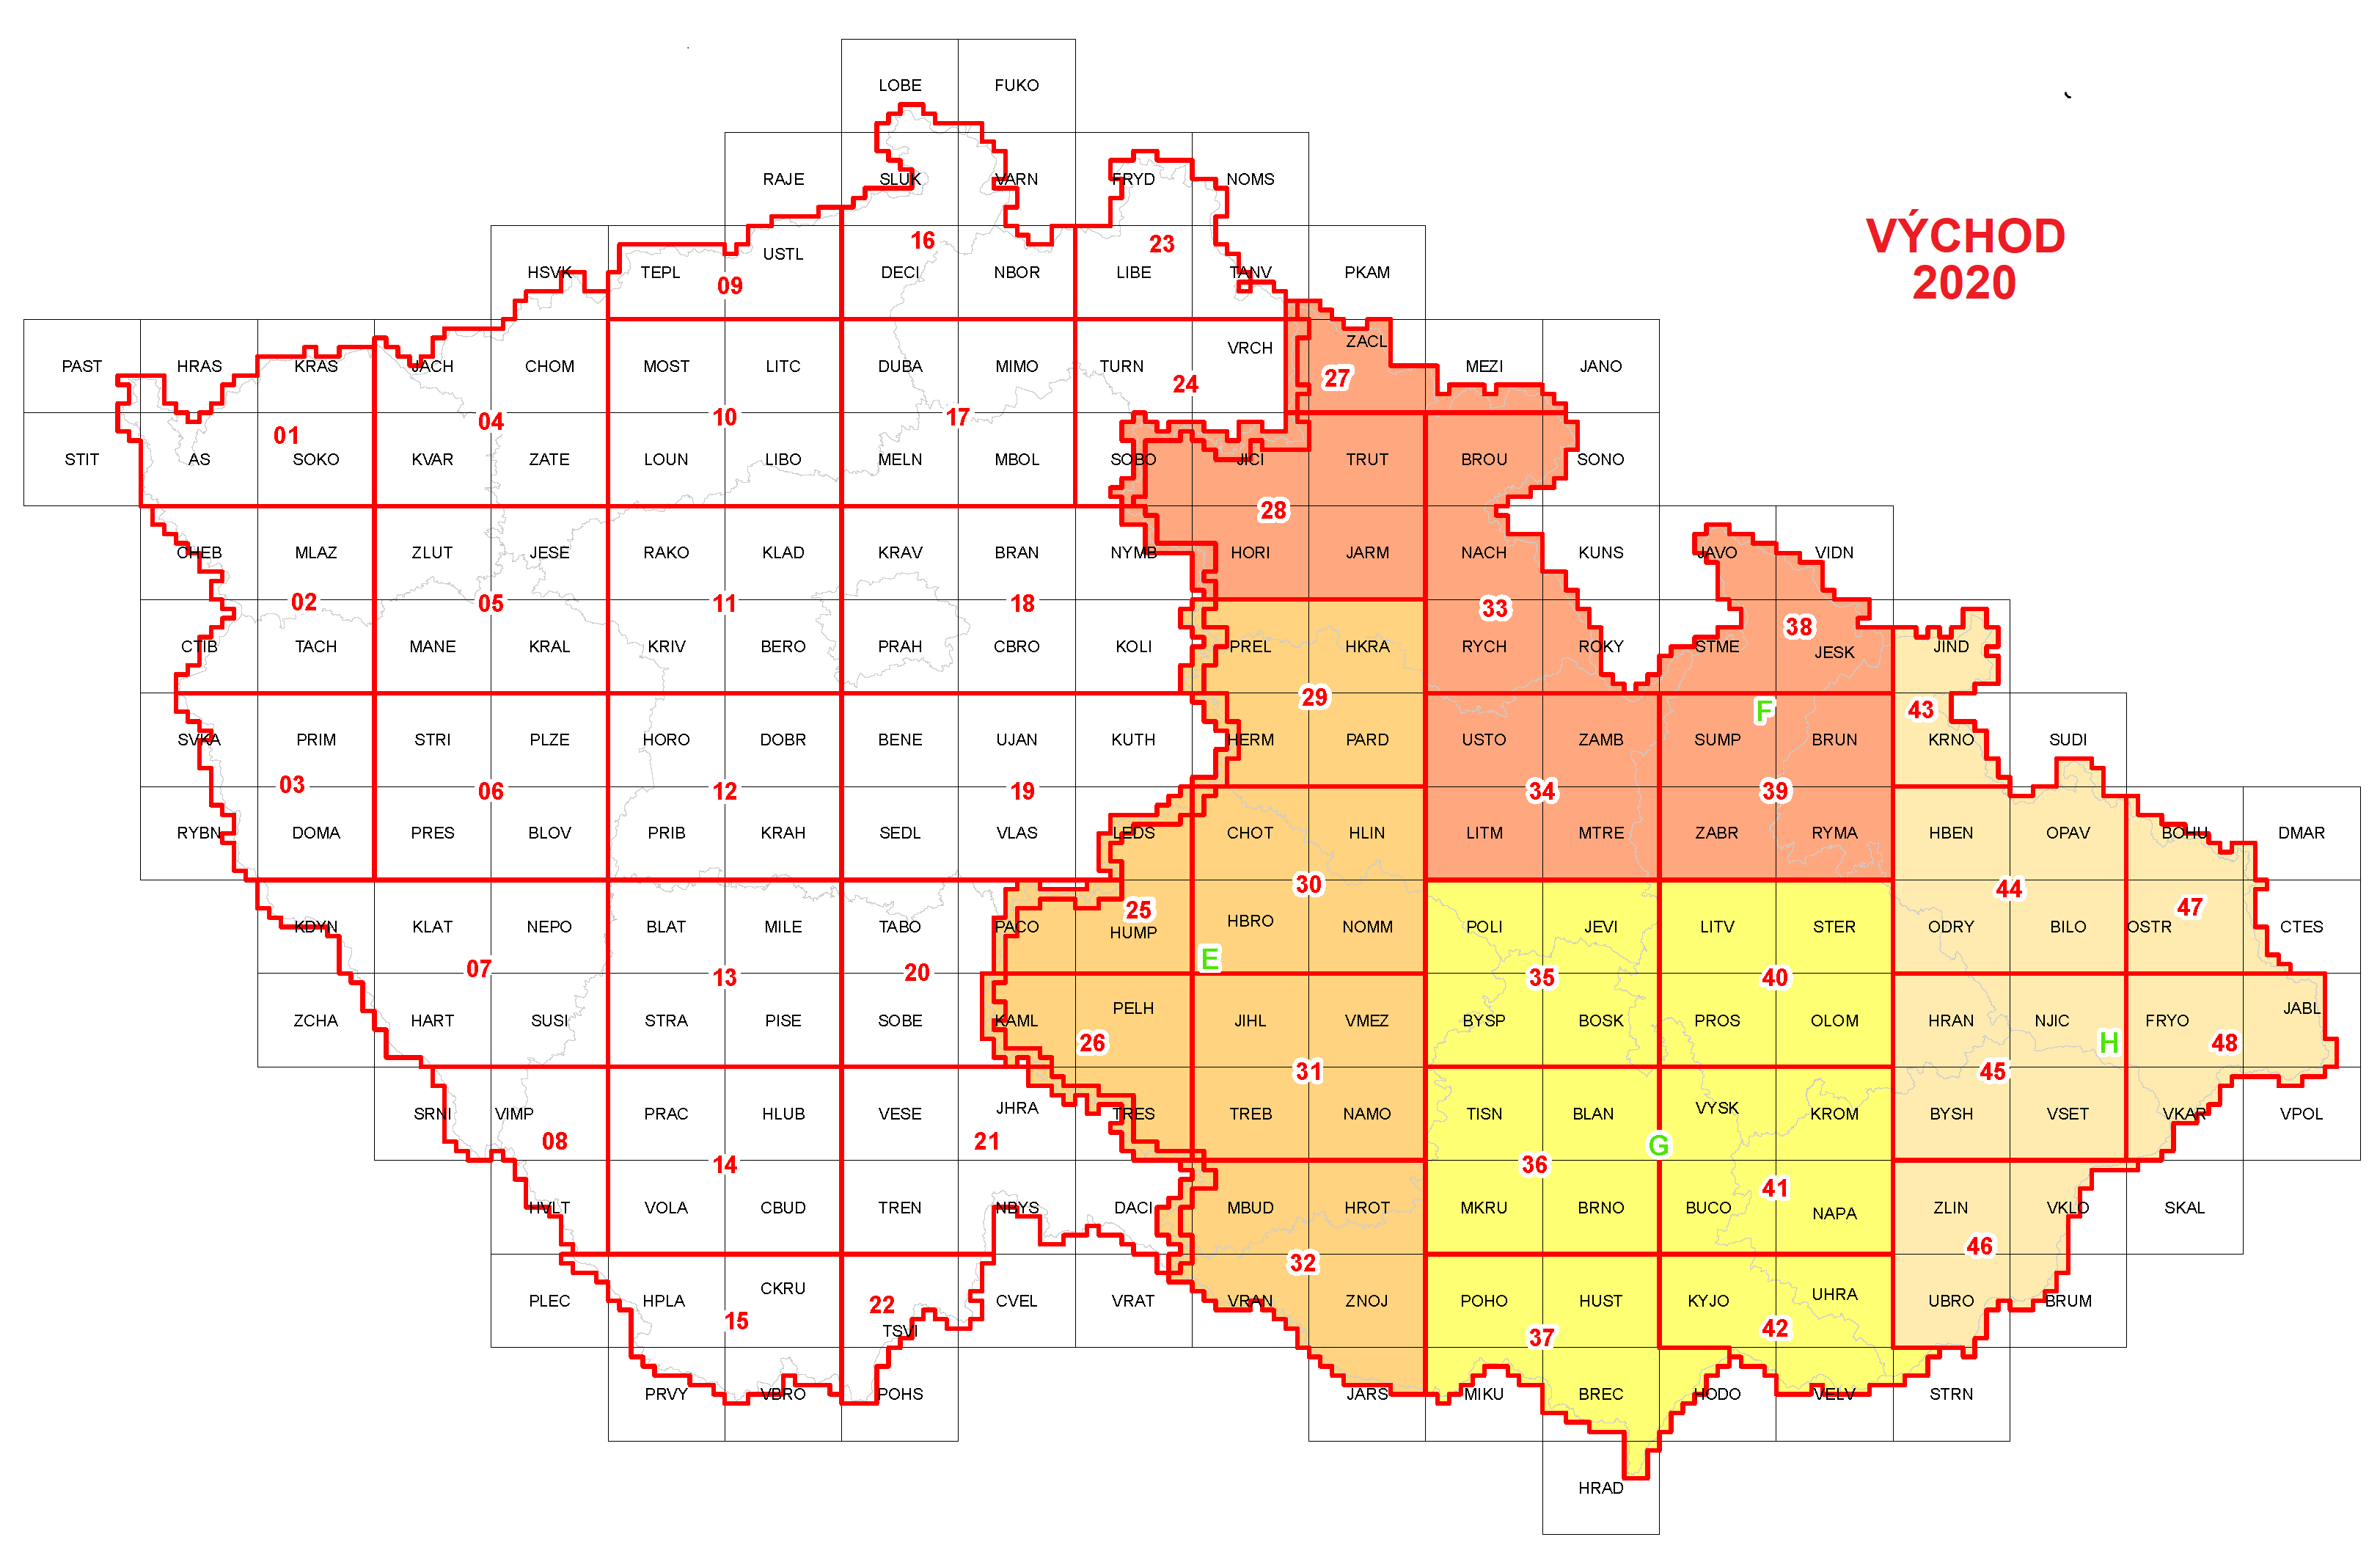 LOBE FUKO
RAJE SLUK VARN FRYD NOMS
VÝCHOD
2020
16 23
HSVK TEPL USTL DECI NBOR LIBE TANV PKAM
09
PAST HRAS KRAS JACH CHOM MOST LITC DUBA MIMO TURN VRCH ZACL MEZI JANO
24 27
01 04 10 17
STIT AS SOKO KVAR ZATE LOUN LIBO MELN MBOL SOBO JICI TRUT BROU SONO
28
CHEB MLAZ ZLUT JESE RAKO KLAD KRAV BRAN NYMB HORI JARM NACH KUNS JAVO VIDN
02 05 11 18 33 38
CTIB TACH MANE KRAL KRIV BERO PRAH CBRO KOLI PREL HKRA RYCH ROKY STME JESK JIND
29 F 43
SVKA PRIM STRI PLZE HORO DOBR BENE UJAN KUTH HERM PARD USTO ZAMB SUMP BRUN KRNO SUDI
03 06 12 19 34 39
RYBN DOMA PRES BLOV PRIB KRAH SEDL VLAS LEDS CHOT HLIN LITM MTRE ZABR RYMA HBEN OPAV BOHU DMAR
25 30 44 47
KDYN KLAT NEPO BLAT MILE TABO PACO HUMP HBRO NOMM POLI JEVI LITV STER ODRY BILO OSTR CTES
07 13 20 E 35 40
ZCHA HART SUSI STRA PISE SOBE KAML PELH JIHL VMEZ BYSP BOSK PROS OLOM HRAN NJIC FRYO JABL
26 31 45 H 48
SRNI VIMP PRAC HLUB VESE JHRA TRES TREB NAMO TISN BLAN VYSK KROM BYSH VSET VKAR VPOL
08 14 21 36 G 41
HVLT VOLA CBUD TREN NBYS DACI MBUD HROT MKRU BRNO BUCO NAPA ZLIN VKLO SKAL
32 46
PLEC HPLA CKRU TSVI CVEL VRAT VRAN ZNOJ POHO HUST KYJO UHRA UBRO BRUM
15 22 37 42
PRVY VBRO POHS JARS MIKU BREC HODO VELV STRN
HRAD